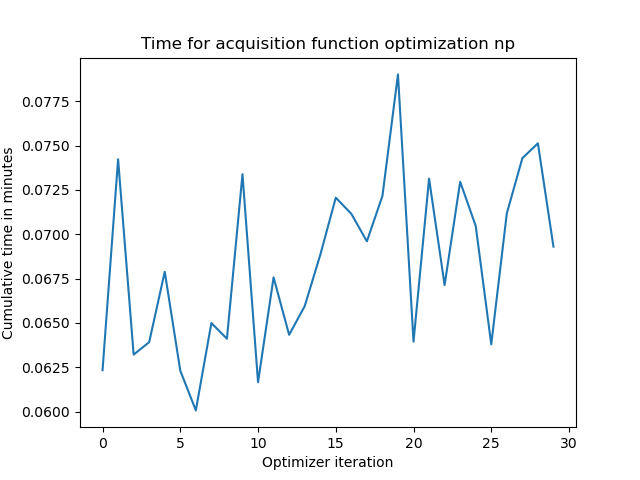 Time for acquisition function optimization np
Cumulative time in minutes
0.0775
0.0750
0.0725
0.0700
0.0675
0.0650
0.0625
0.0600
0 5 10 15 20 25 30
Optimizer iteration